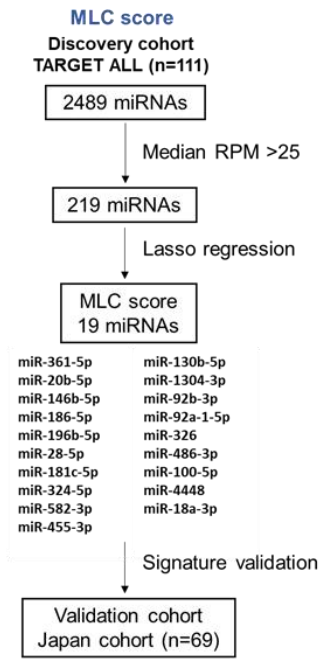 MLC score
Discovery cohort
TARGET ALL (n=111)
2489 miRNAs
Median RPM >25
219 miRNAs
Lasso regression
MLC score
19 miRNAs
miR-361-5p
miR-20b-5p
miR-146b-5p
miR-186-5p
miR-196b-5p
miR-28-5p
miR-181c-5p
miR-324-5p
miR-582-3p
miR-455-3p
miR-130b-5p
miR-1304-3p
miR-92b-3p
miR-92a-1-5p
miR-326
miR-486-3p
miR-100-5p
miR-4448
miR-18a-3p
Signature validation
Validation cohort
Japan cohort (n=69)